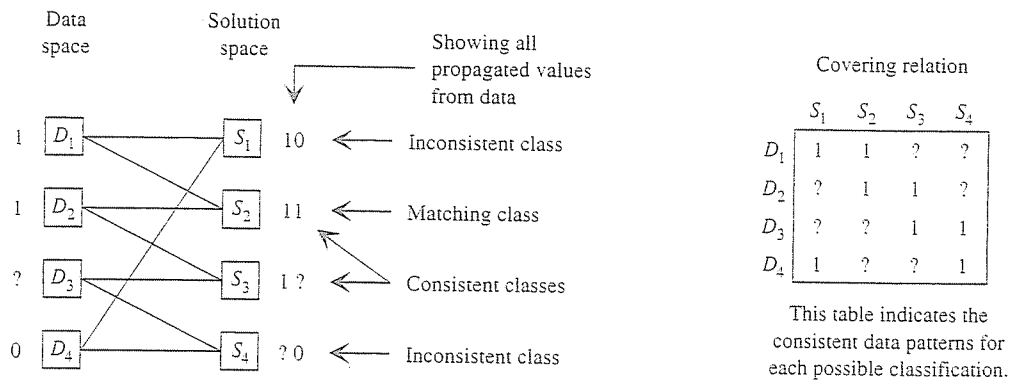 Data
space
Solution
space
Showing all
propagated values
from data
1 D1 S1 10 Inconsistent class
1 D2 S2 11 Matching class
? D3 S3 1 ? Consistent classes
0 D4 S4 ? 0 Inconsistent class
Covering relation
S1 S2 S3 S4
D1 1 1 ? ?
D2 ? 1 1 ?
D3 ? ? 1 1
D4 1 ? ? 1
This table indicates the
consistent data patterns for
each possible classification.